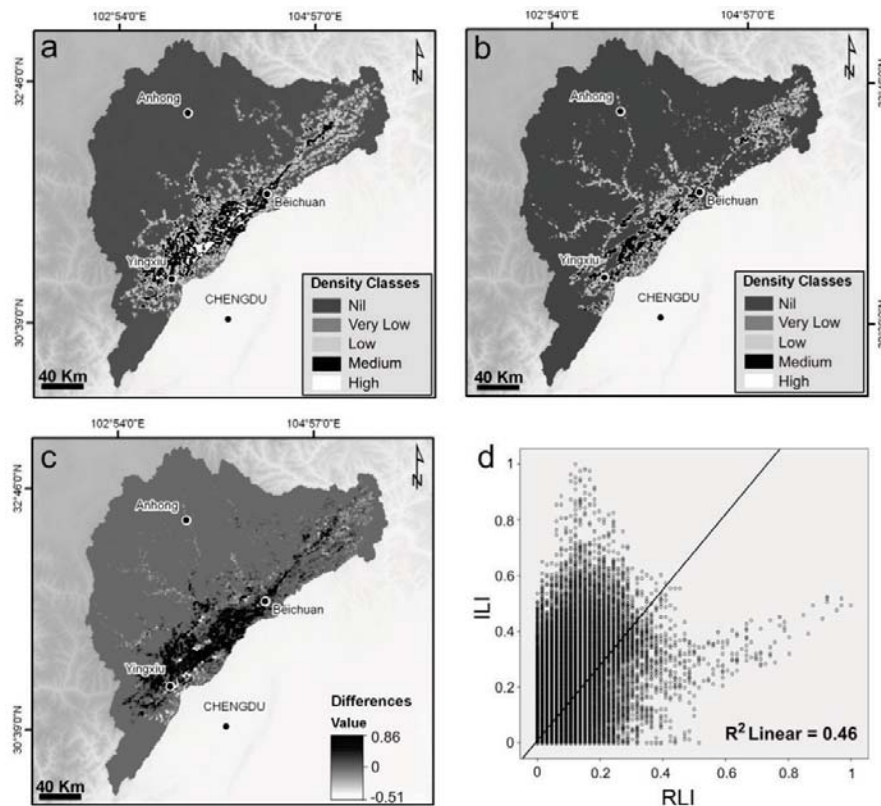 a
102°54'0"E
104°57'0"E
32°46'0"N
30°39'0"N
N
Anhong
Beichuan
Yingxiu
CHENGDU
Density Classes
Nil
Very Low
Low
Medium
High
40 Km
b
102°54'0"E
104°57'0"E
N
Anhong
Beichuan
Yingxiu
CHENGDU
Density Classes
Nil
Very Low
Low
Medium
High
40 Km
c
102°54'0"E
104°57'0"E
32°46'0"N
30°39'0"N
N
Anhong
Beichuan
Yingxiu
CHENGDU
Differences
Value
0.86
0
-0.51
40 Km
d
ILI
1
0.8
0.6
0.4
0.2
0
R² Linear = 0.46
0 0.2 0.4 0.6 0.8 1
RLI